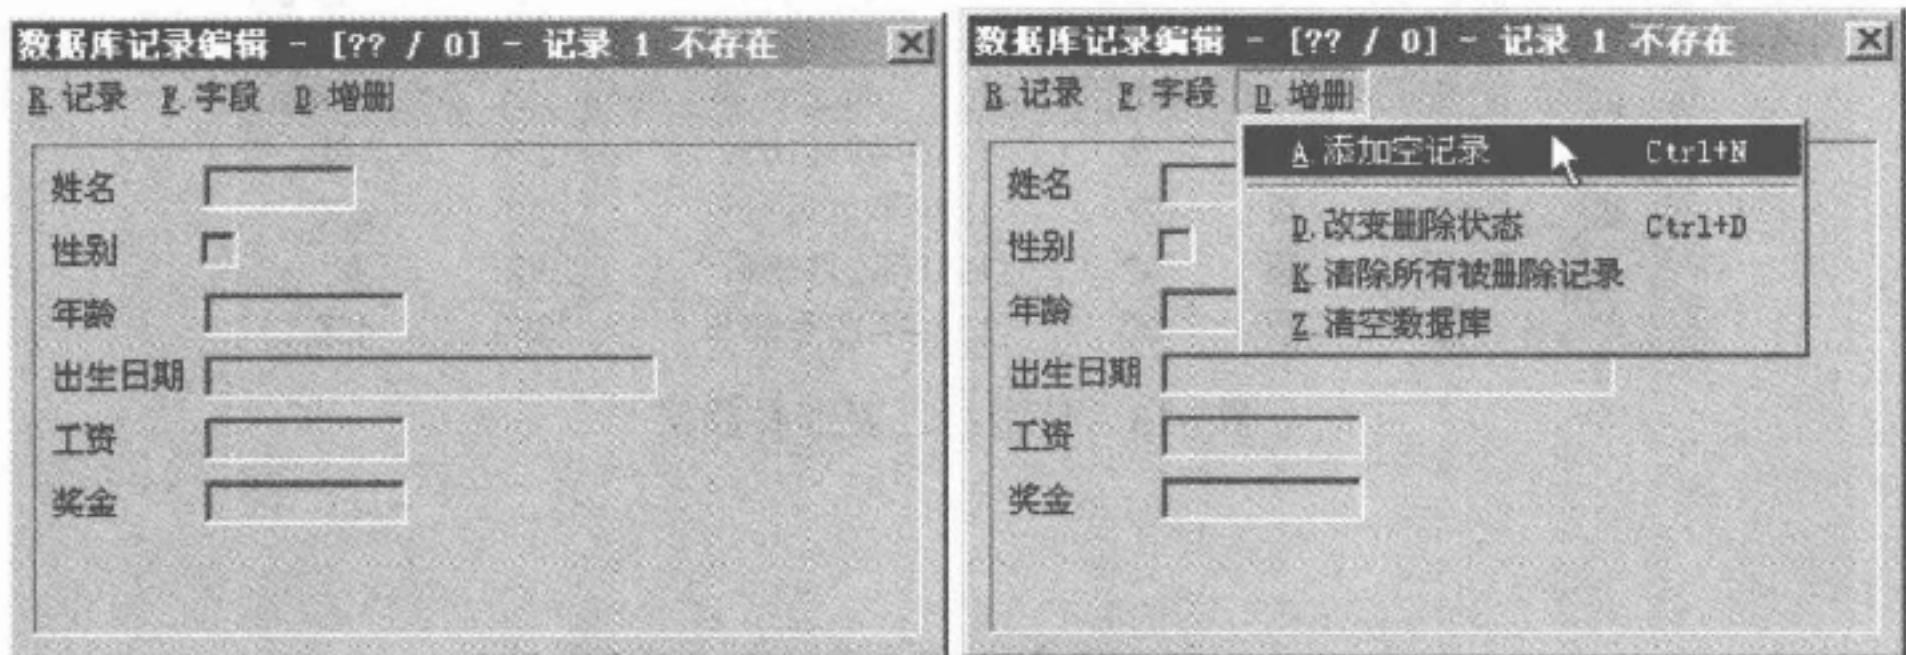 数据库记录编辑 - [?? / 0] - 记录 1 不存在
R.记录 F.字段 D.增删
姓名
性别
年龄
出生日期
工资
奖金
数据库记录编辑 - [?? / 0] - 记录 1 不存在
R.记录 F.字段 D.增删
A.添加空记录 Ctrl+N
D.改变删除状态 Ctrl+D
K.清除所有被删除记录
Z.清空数据库
姓名
性别
年龄
出生日期
工资
奖金